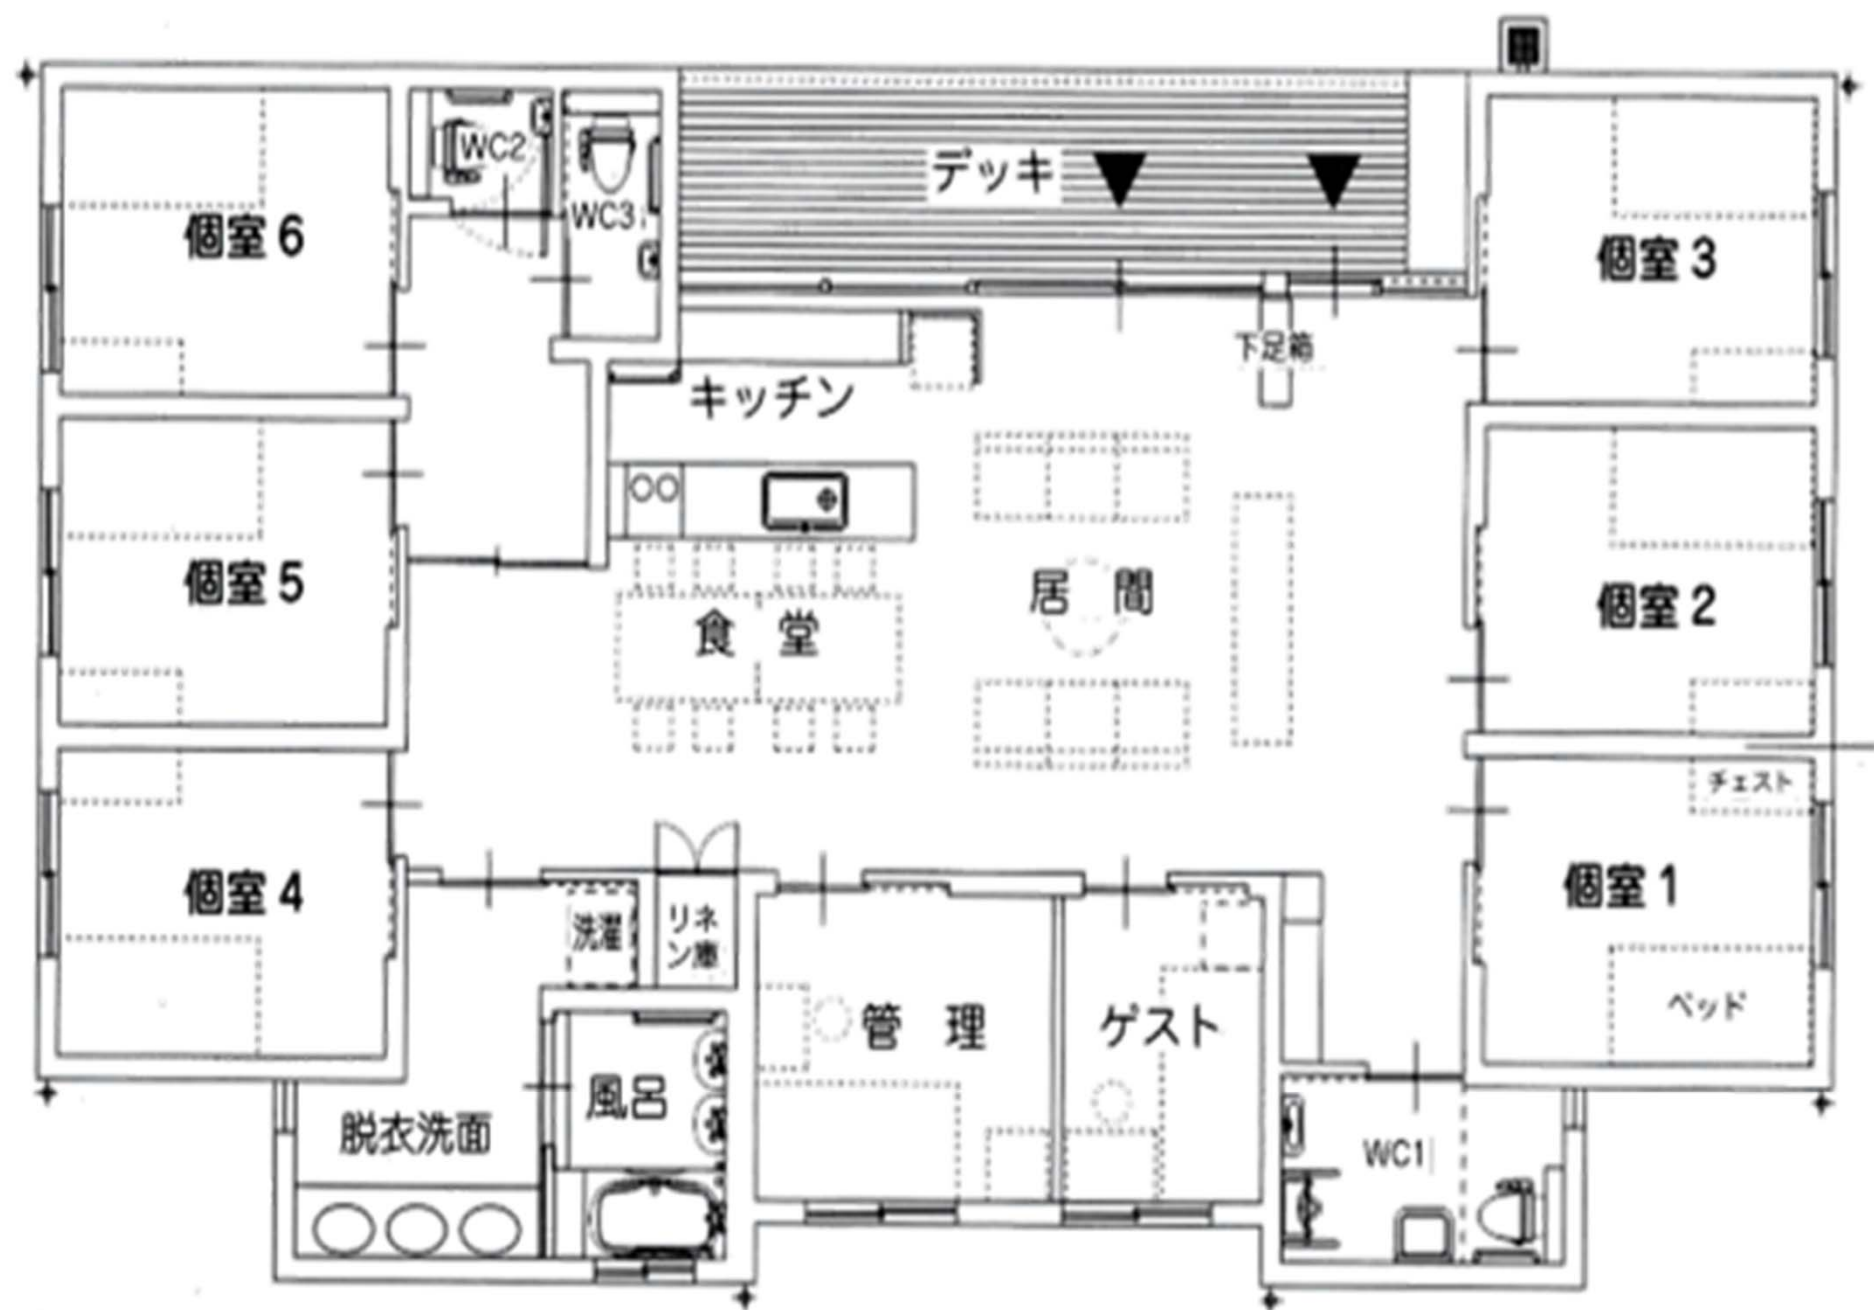 WC2
デッキ
WC3
個室6
個室3
下足箱
キッチン
居間
個室5
食堂
個室2
チェスト
個室4
個室1
洗濯
リネ
ン庫
ベッド
管理
ゲスト
風呂
脱衣洗面
WC1